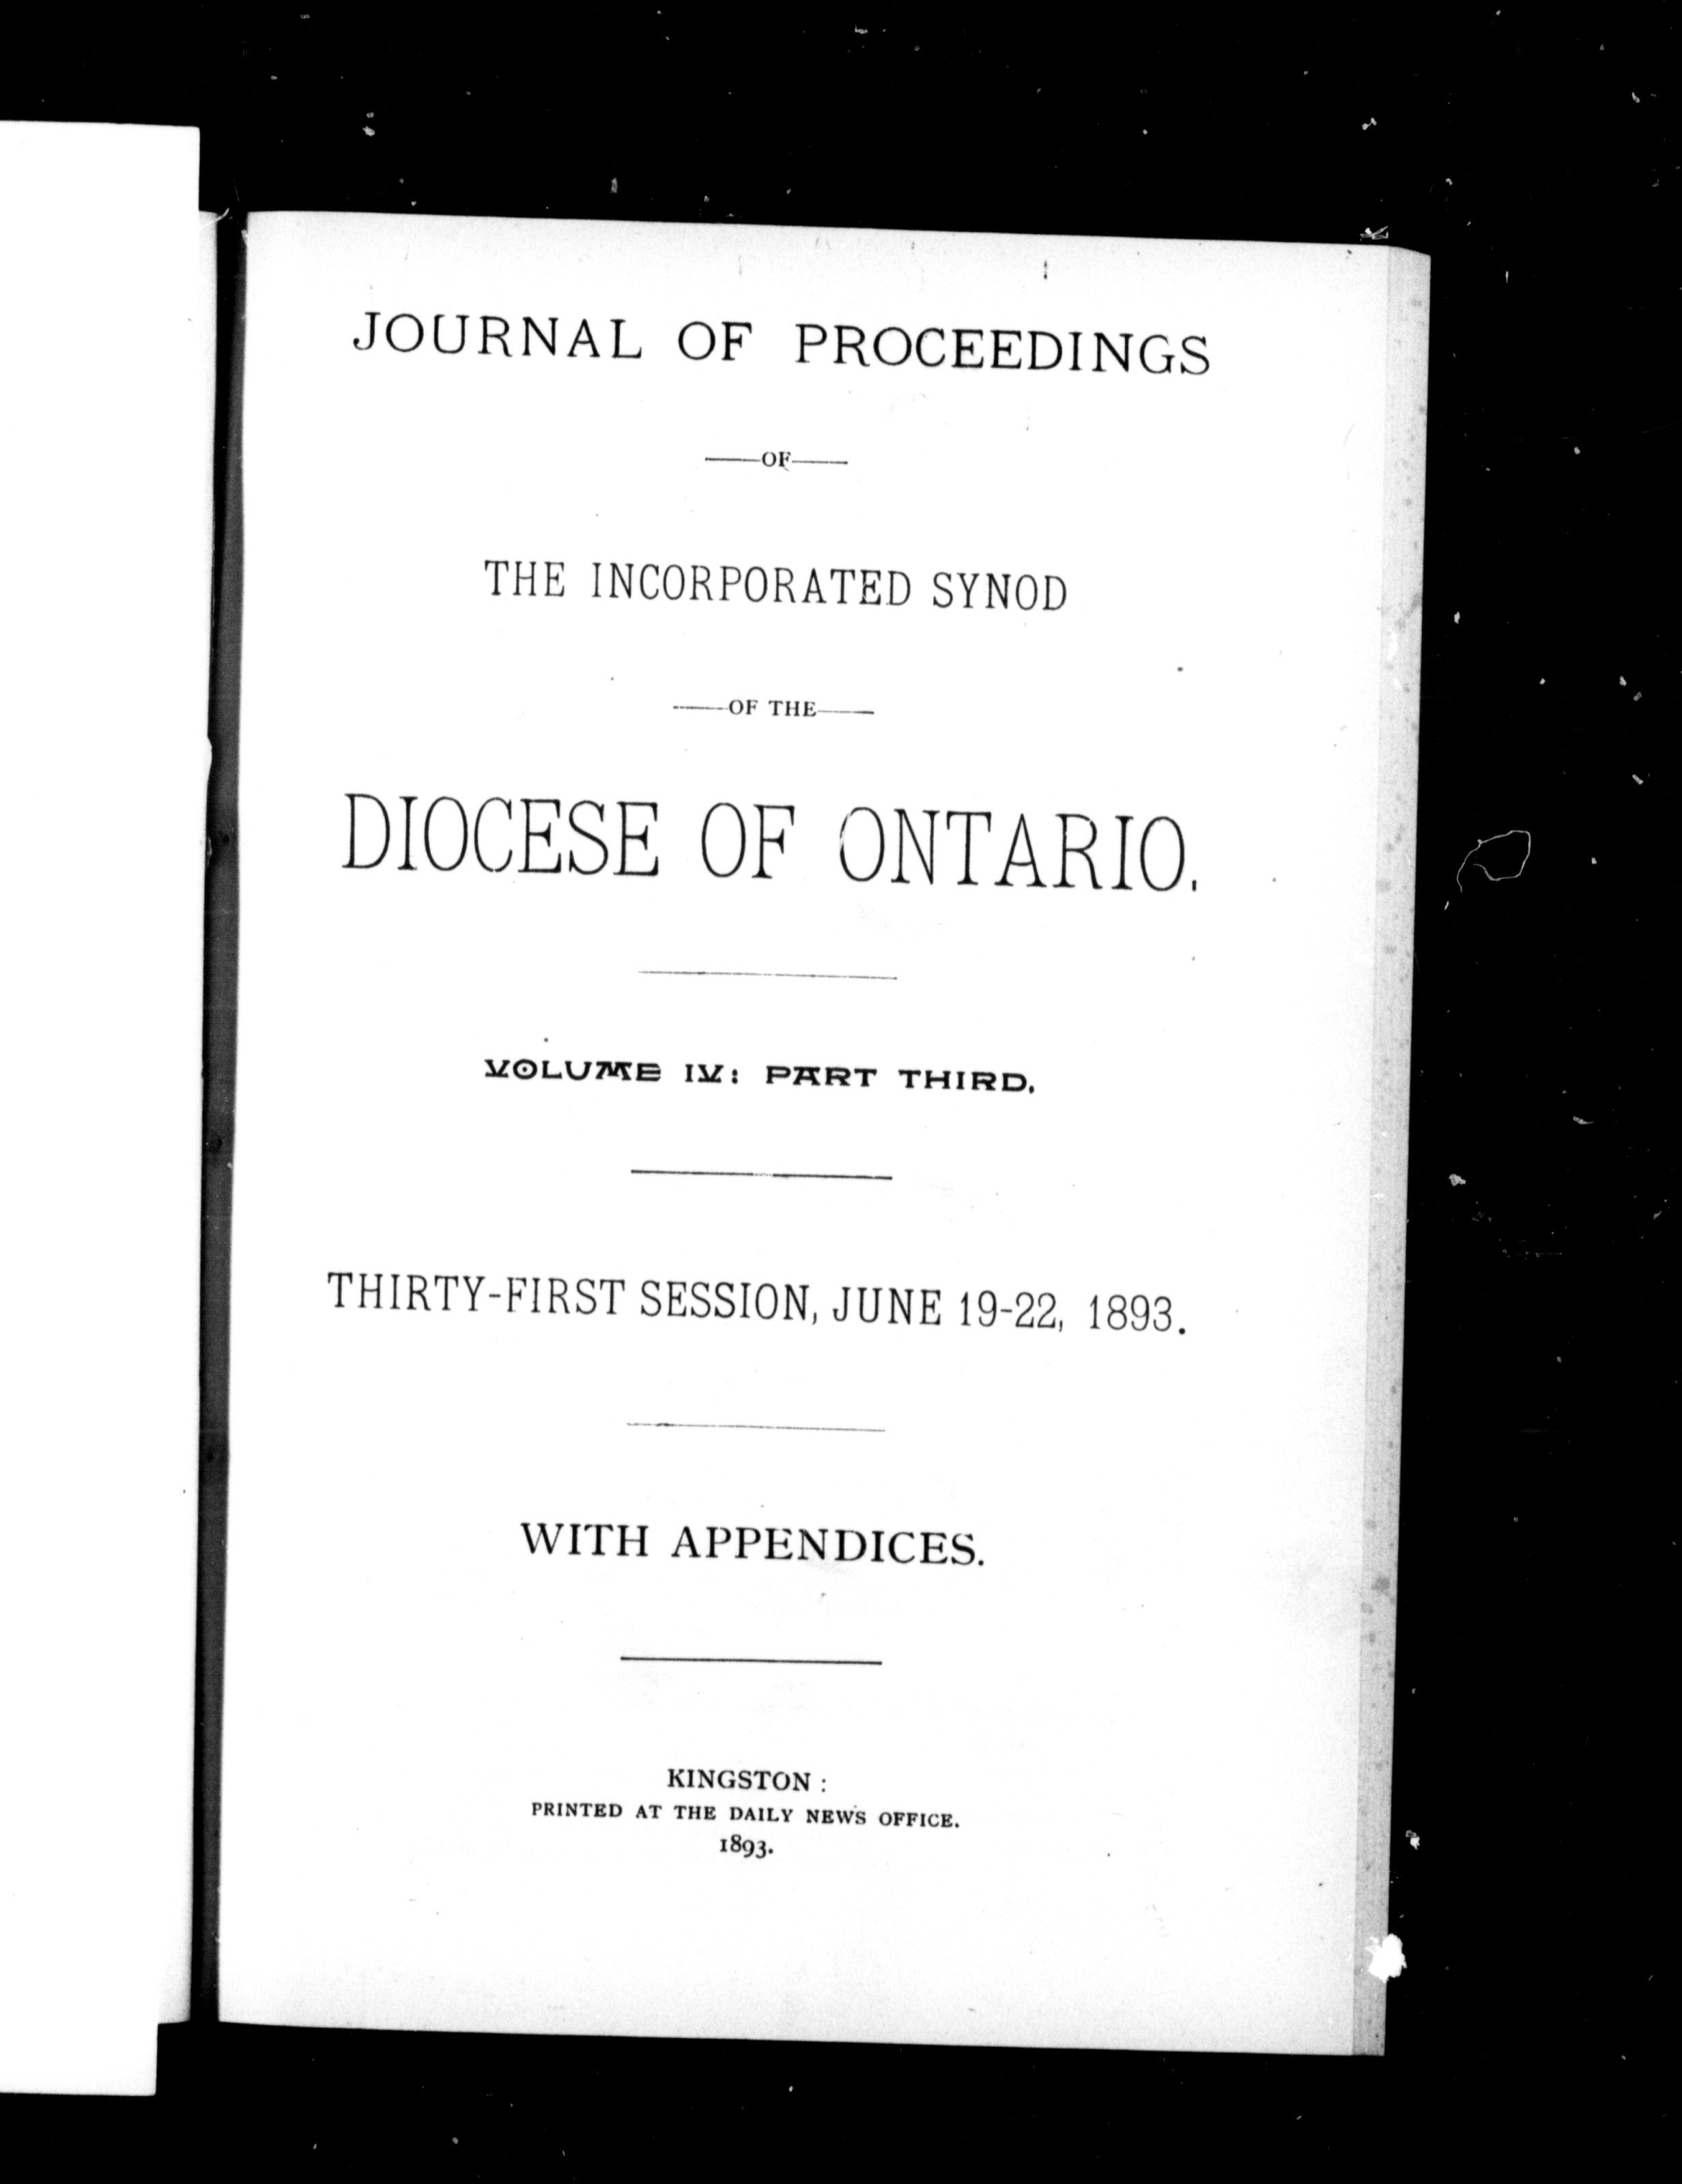 JOURNAL OF PROCEEDINGS
OF
THE INCORPORATED SYNOD
OF THE
DIOCESE OF ONTARIO.
VOLUME IV: PART THIRD.
THIRTY-FIRST SESSION, JUNE 19-22, 1893.
WITH APPENDICES.
KINGSTON:
PRINTED AT THE DAILY NEWS OFFICE.
1893.